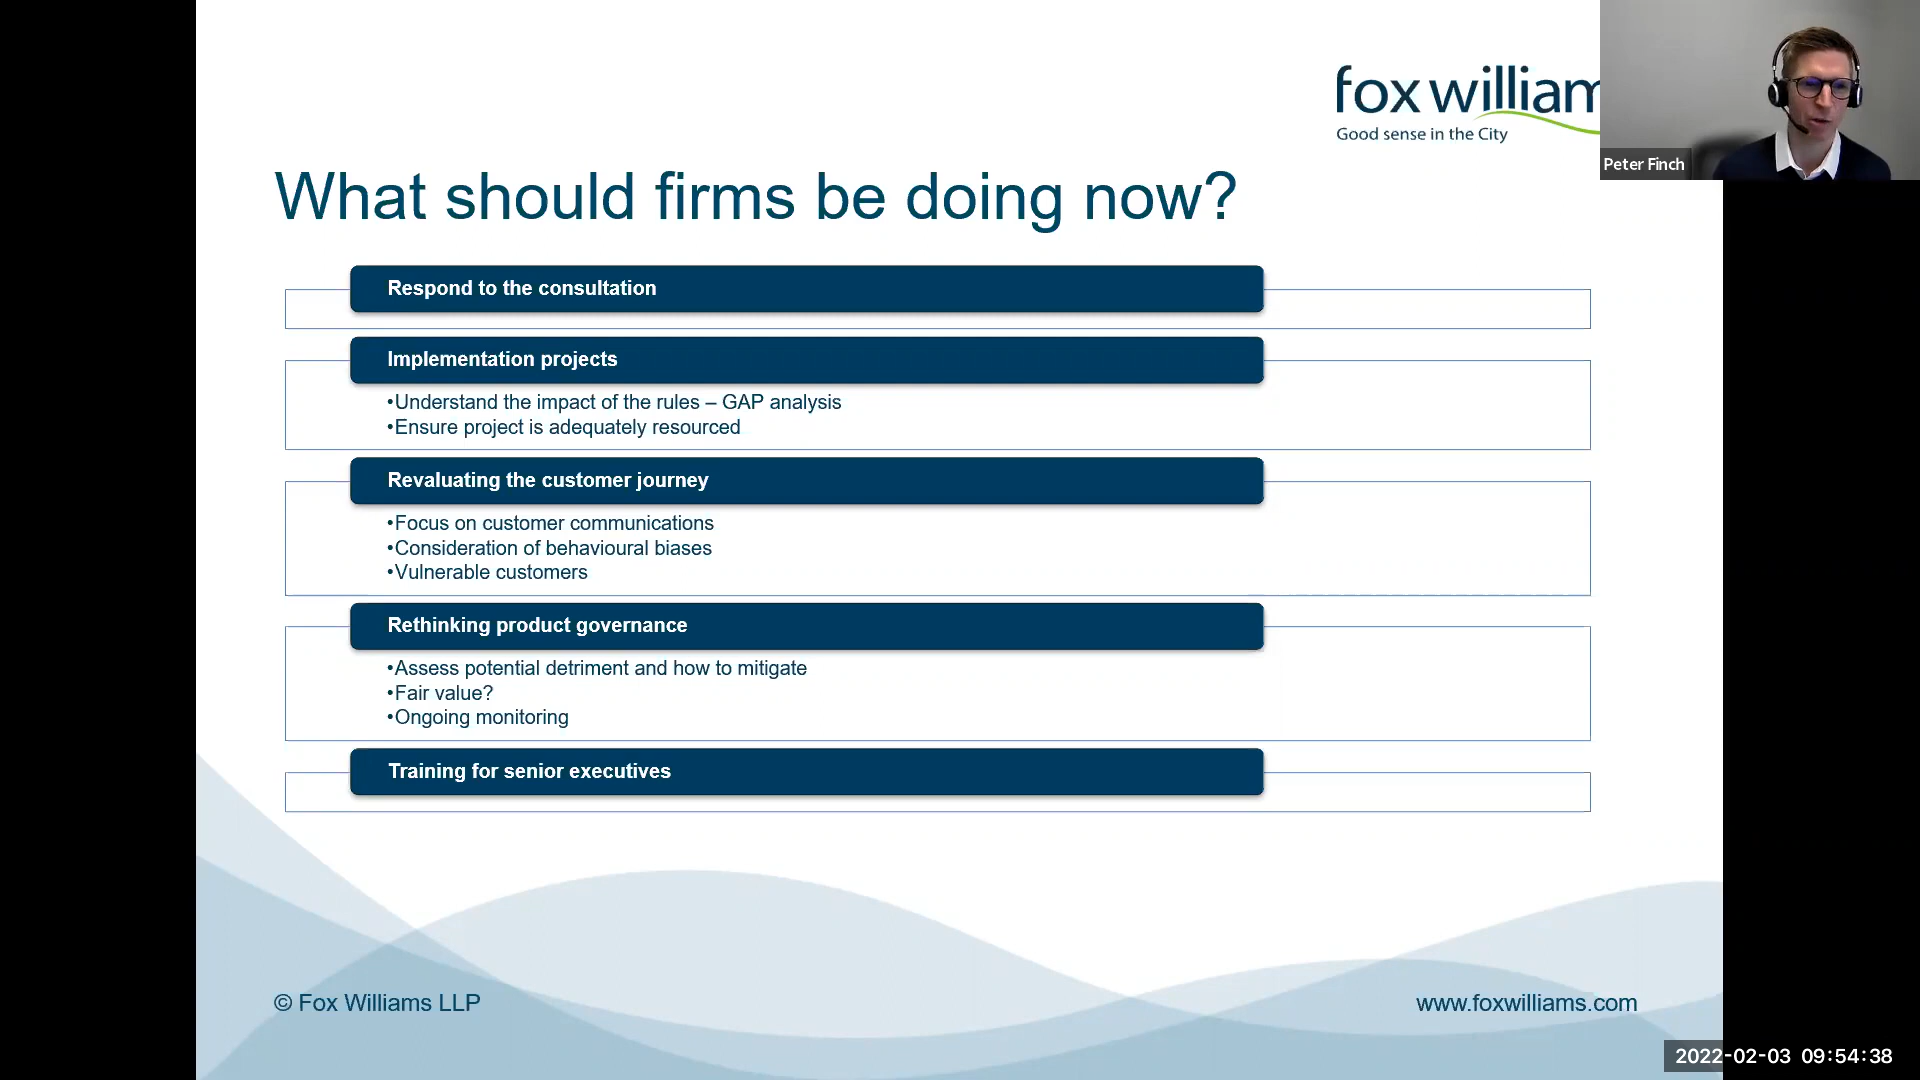 fox william
Good sense in the City
Peter Finch
What should firms be doing now?
Respond to the consultation
Implementation projects
•Understand the impact of the rules – GAP analysis
•Ensure project is adequately resourced
Revaluating the customer journey
•Focus on customer communications
•Consideration of behavioural biases
•Vulnerable customers
Rethinking product governance
•Assess potential detriment and how to mitigate
•Fair value?
•Ongoing monitoring
Training for senior executives
© Fox Williams LLP
www.foxwilliams.com
2022-02-03 09:54:38